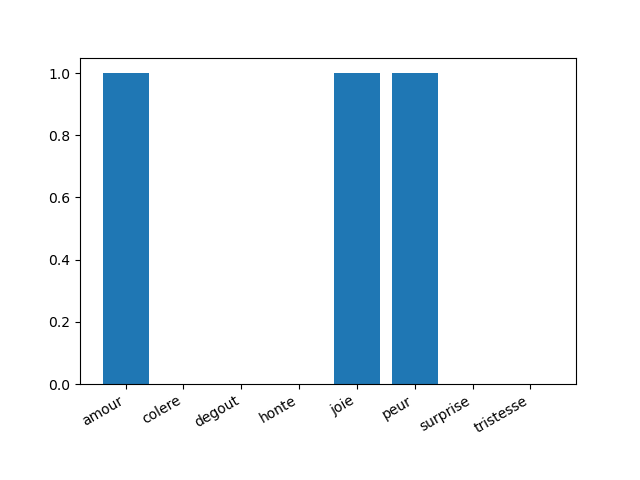 1.0
0.8
0.6
0.4
0.2
0.0
amour
colere
degout
honte
joie
peur
surprise
tristesse